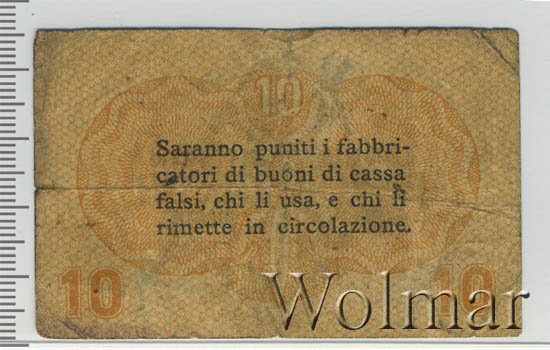 10
Saranno puniti i fabbri-
catori di buoni di cassa
falsi, chi li usa, e chi li
rimette in circolazione.
10 10
Wolmar